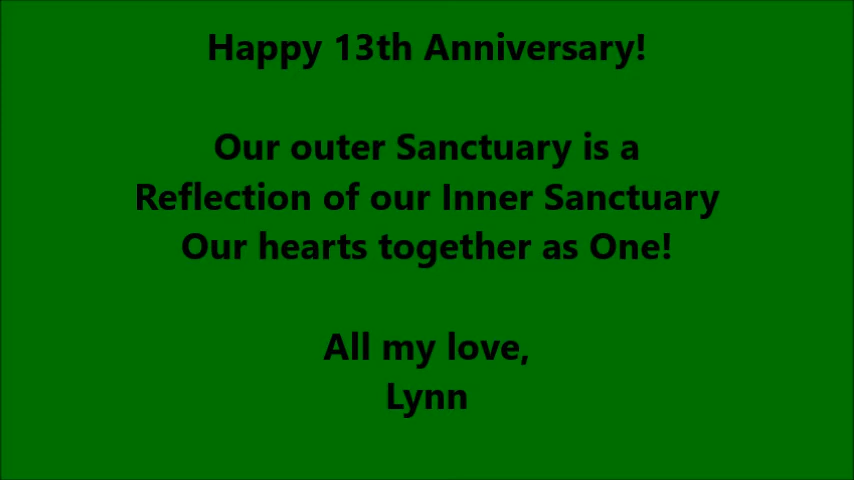 Happy 13th Anniversary!
Our outer Sanctuary is a
Reflection of our Inner Sanctuary
Our hearts together as One!
All my love,
Lynn